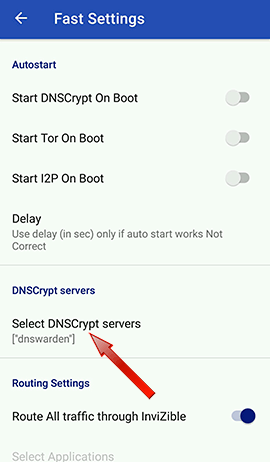 Fast Settings
Autostart
Start DNSCrypt On Boot
Start Tor On Boot
Start I2P On Boot
Delay
Use delay (in sec) only if auto start works Not
Correct
DNSCrypt servers
Select DNSCrypt servers
["dnswarden"]
Routing Settings
Route All traffic through InviZible
Select Applications